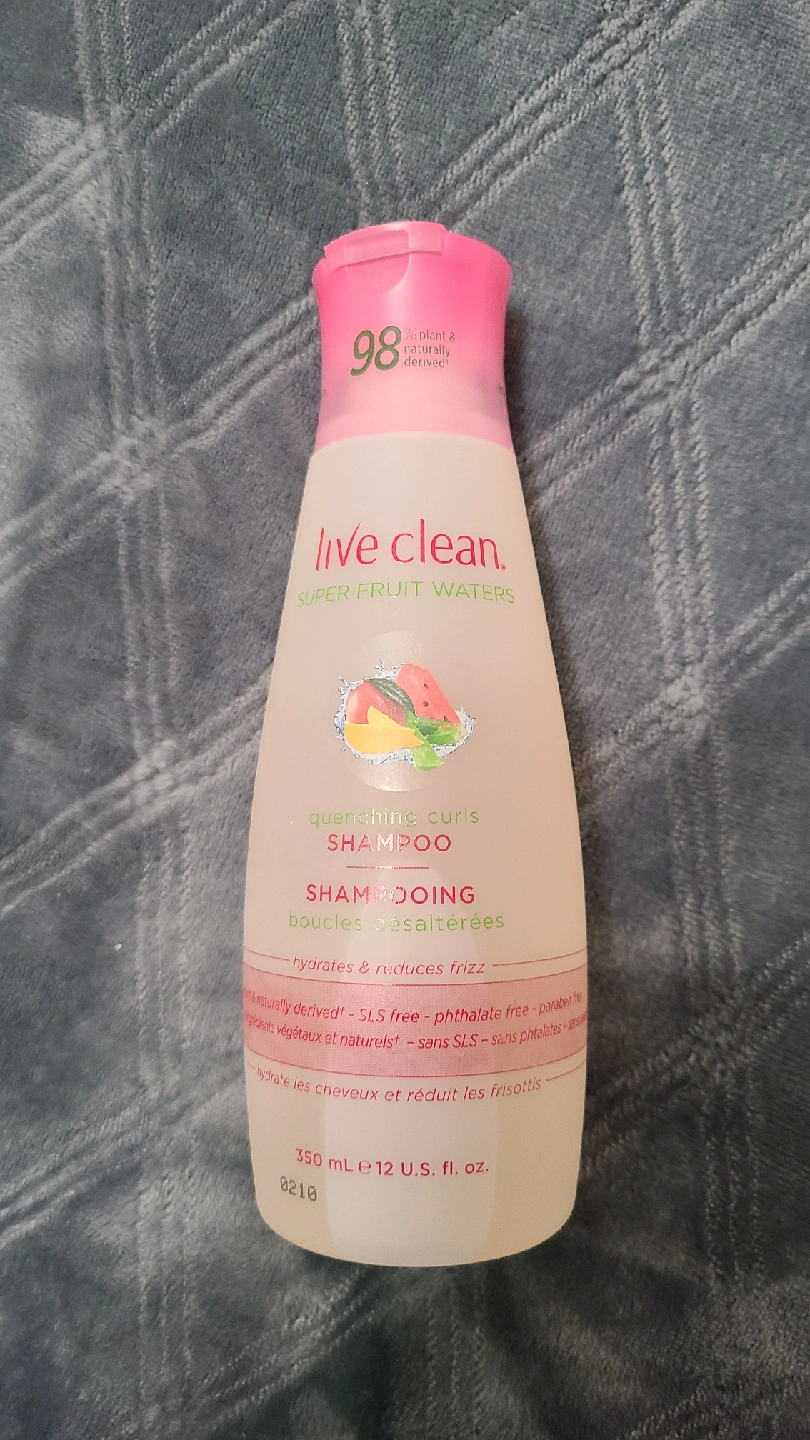 98% plant &
naturally
derived†
live clean®
SUPER FRUIT WATERS
quenching curls
SHAMPOO
SHAMPOOING
boucles désaltérées
hydrates & reduces frizz
& naturally derived† - SLS free - phthalate free - paraben free
végétaux et naturels† - sans SLS - sans phtalates -
hydrate les cheveux et réduit les frisottis
350 mL e 12 U.S. fl. oz.
0210